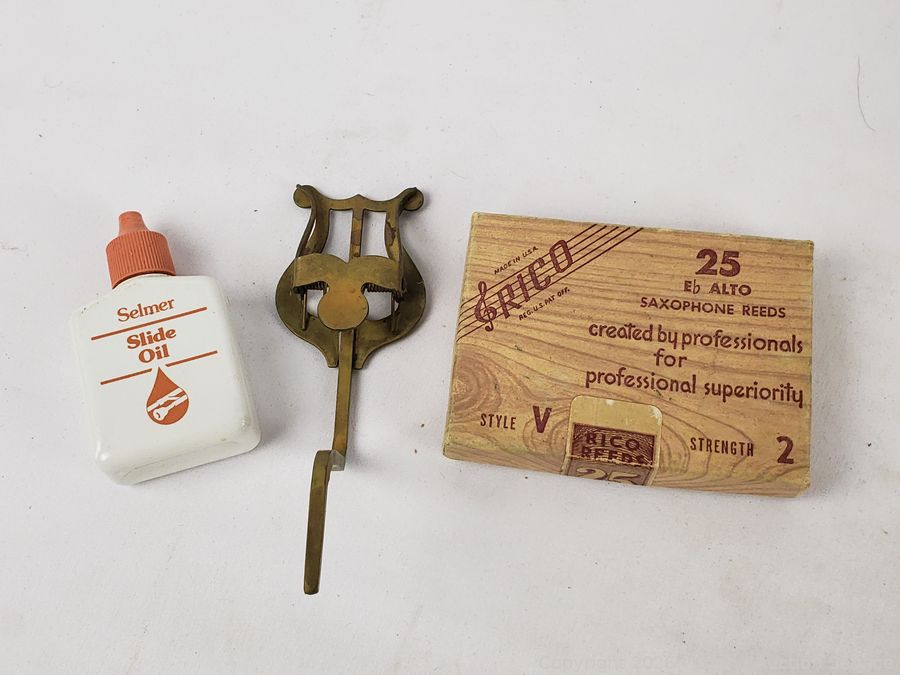 Selmer
Slide
Oil
MADE IN U.S.A.
RICO
REG. U.S. PAT. OFF.
25
E♭ ALTO
SAXOPHONE REEDS
created by professionals
for
professional superiority
STYLE V
RICO
REEDS
25
STRENGTH 2